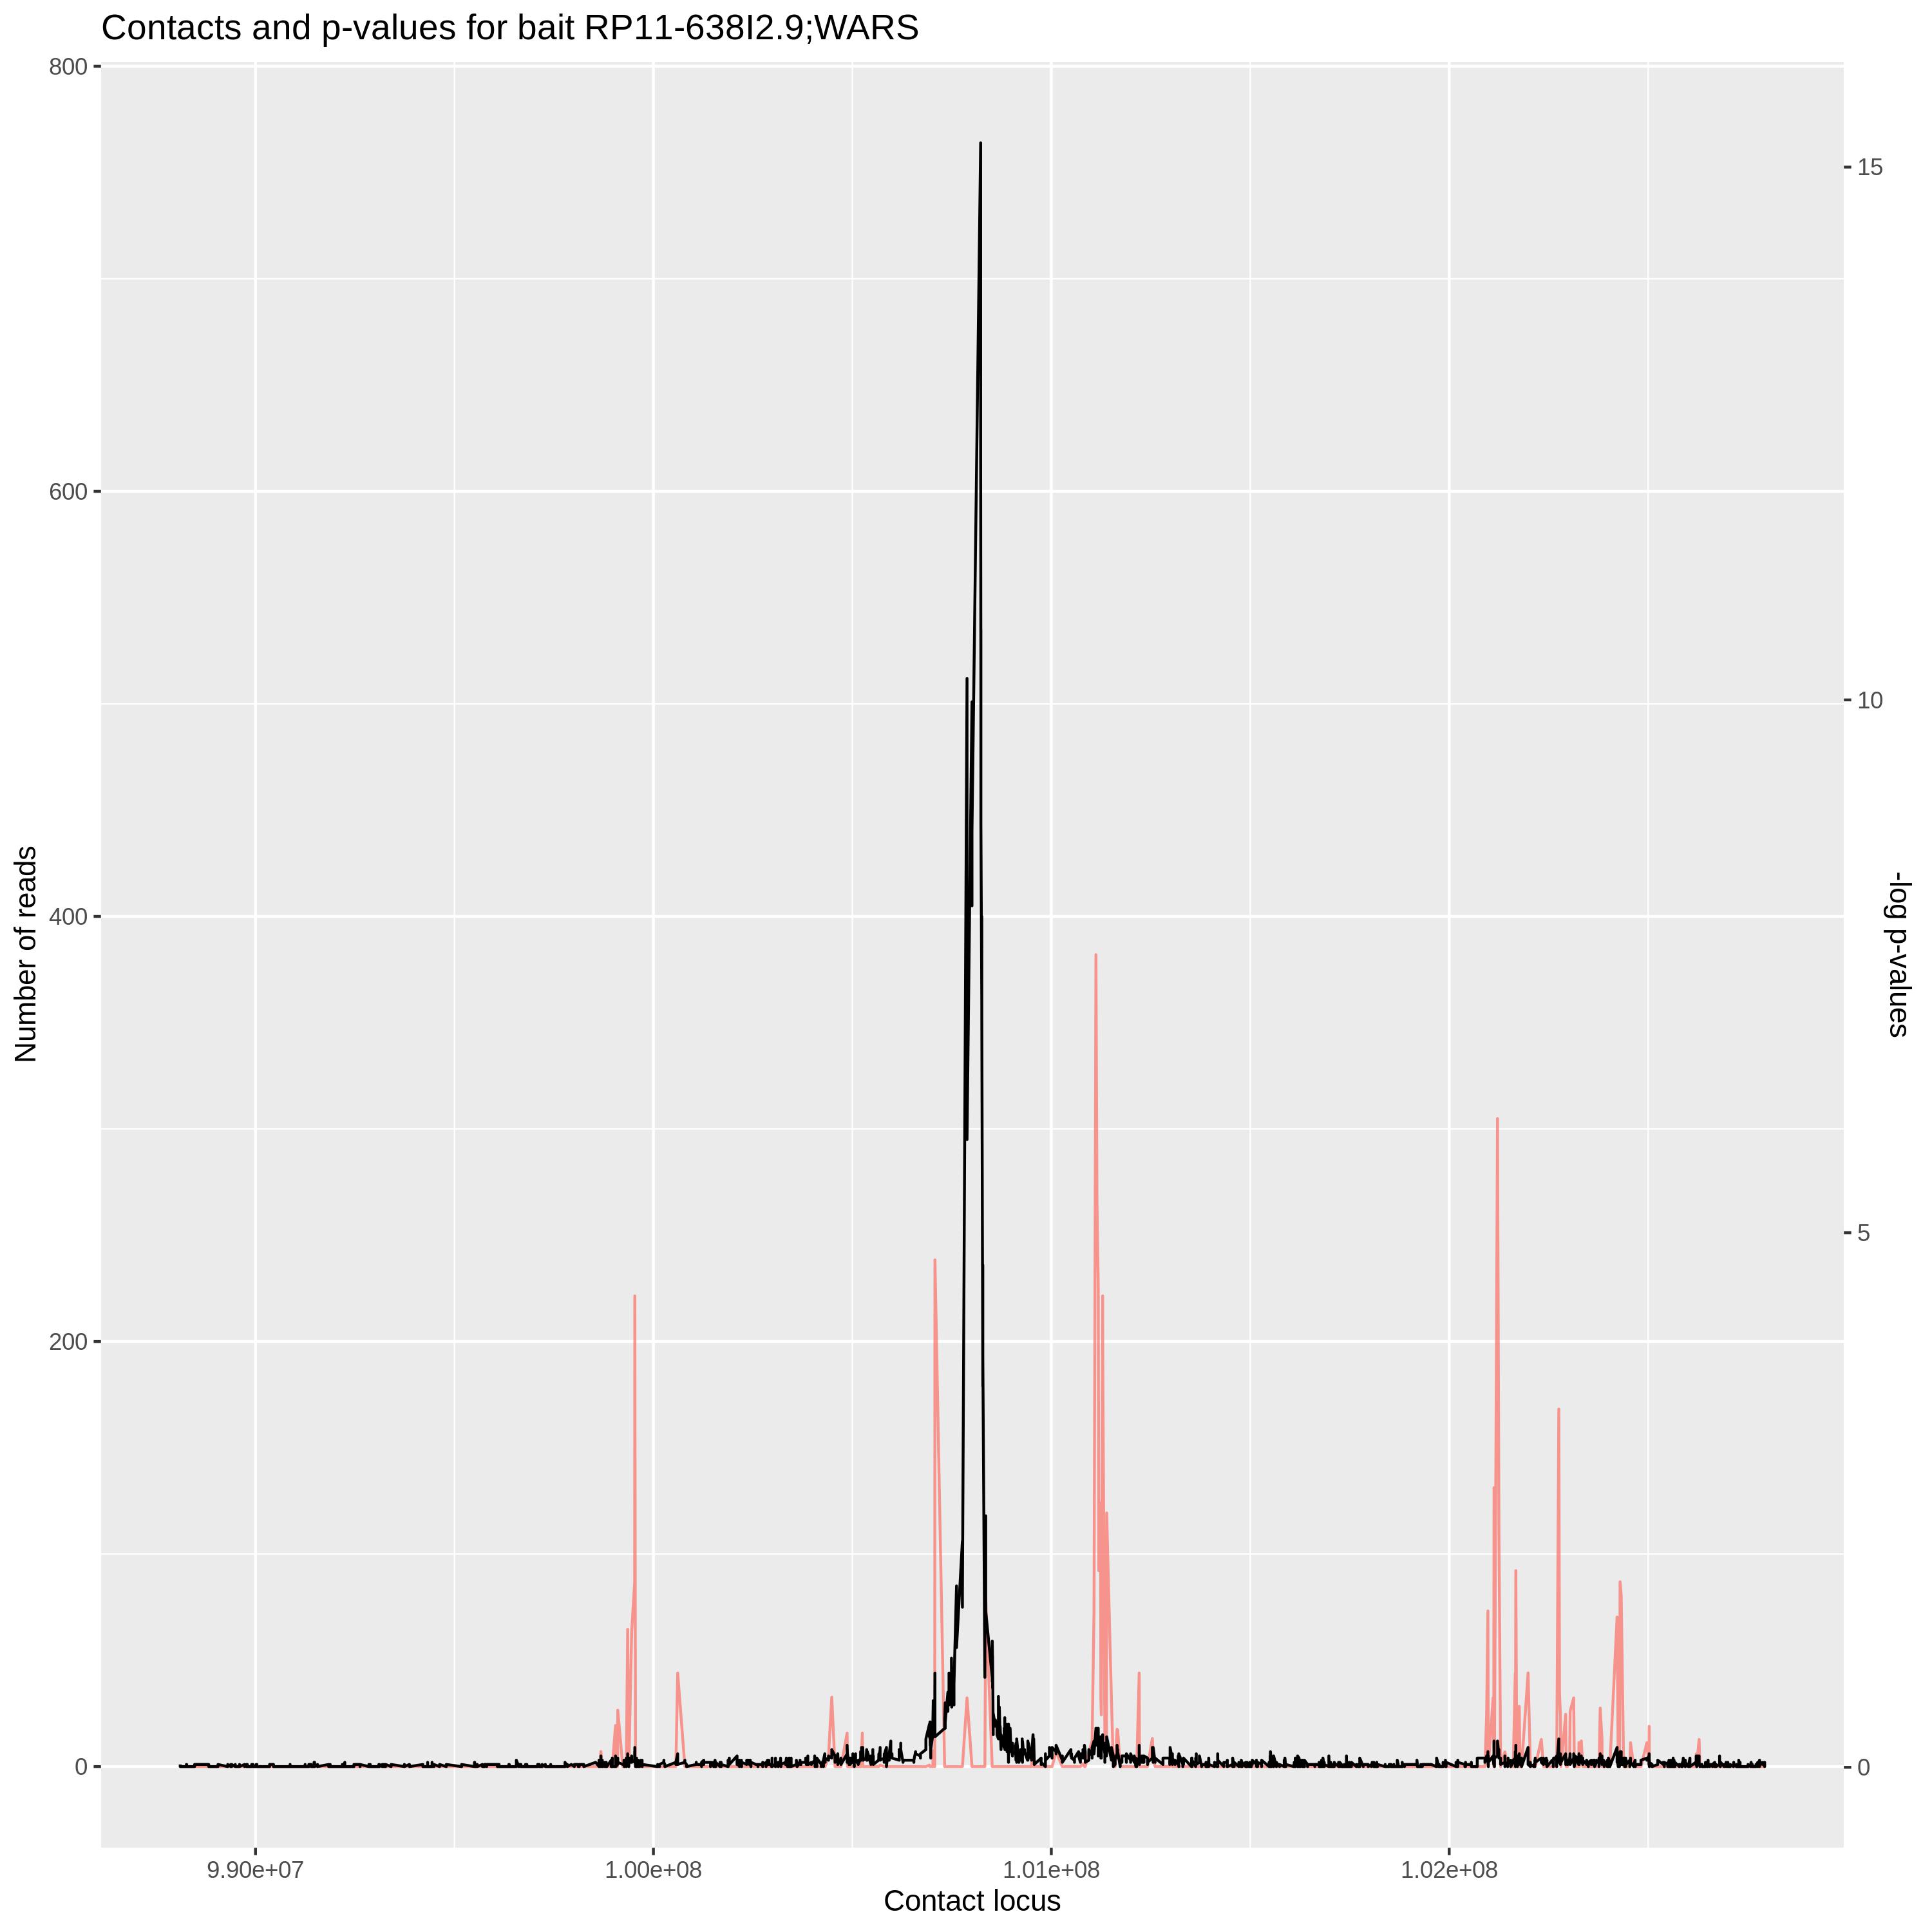 Contacts and p-values for bait RP11-638I2.9;WARS
800
600
400
200
0
Number of reads
15
10
5
0
-log p-values
9.90e+07
1.00e+08
1.01e+08
1.02e+08
Contact locus